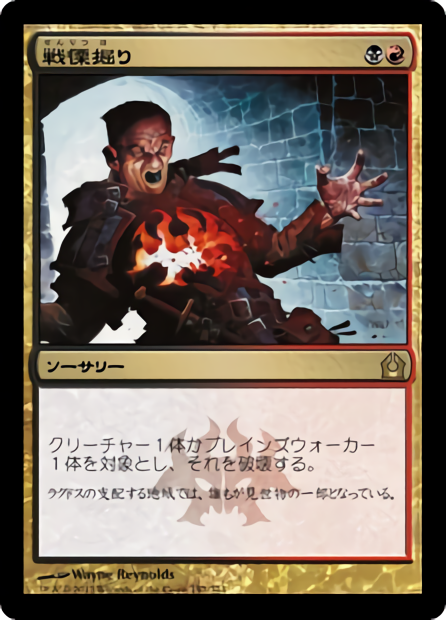 せんりつほ
戦慄掘り
ソーサリー
クリーチャー１体かプレインズウォーカー
１体を対象とし、それを破壊する。
ラクドスの支配する地域では、誰もが見世物の一部となっている。
Wayne Reynolds